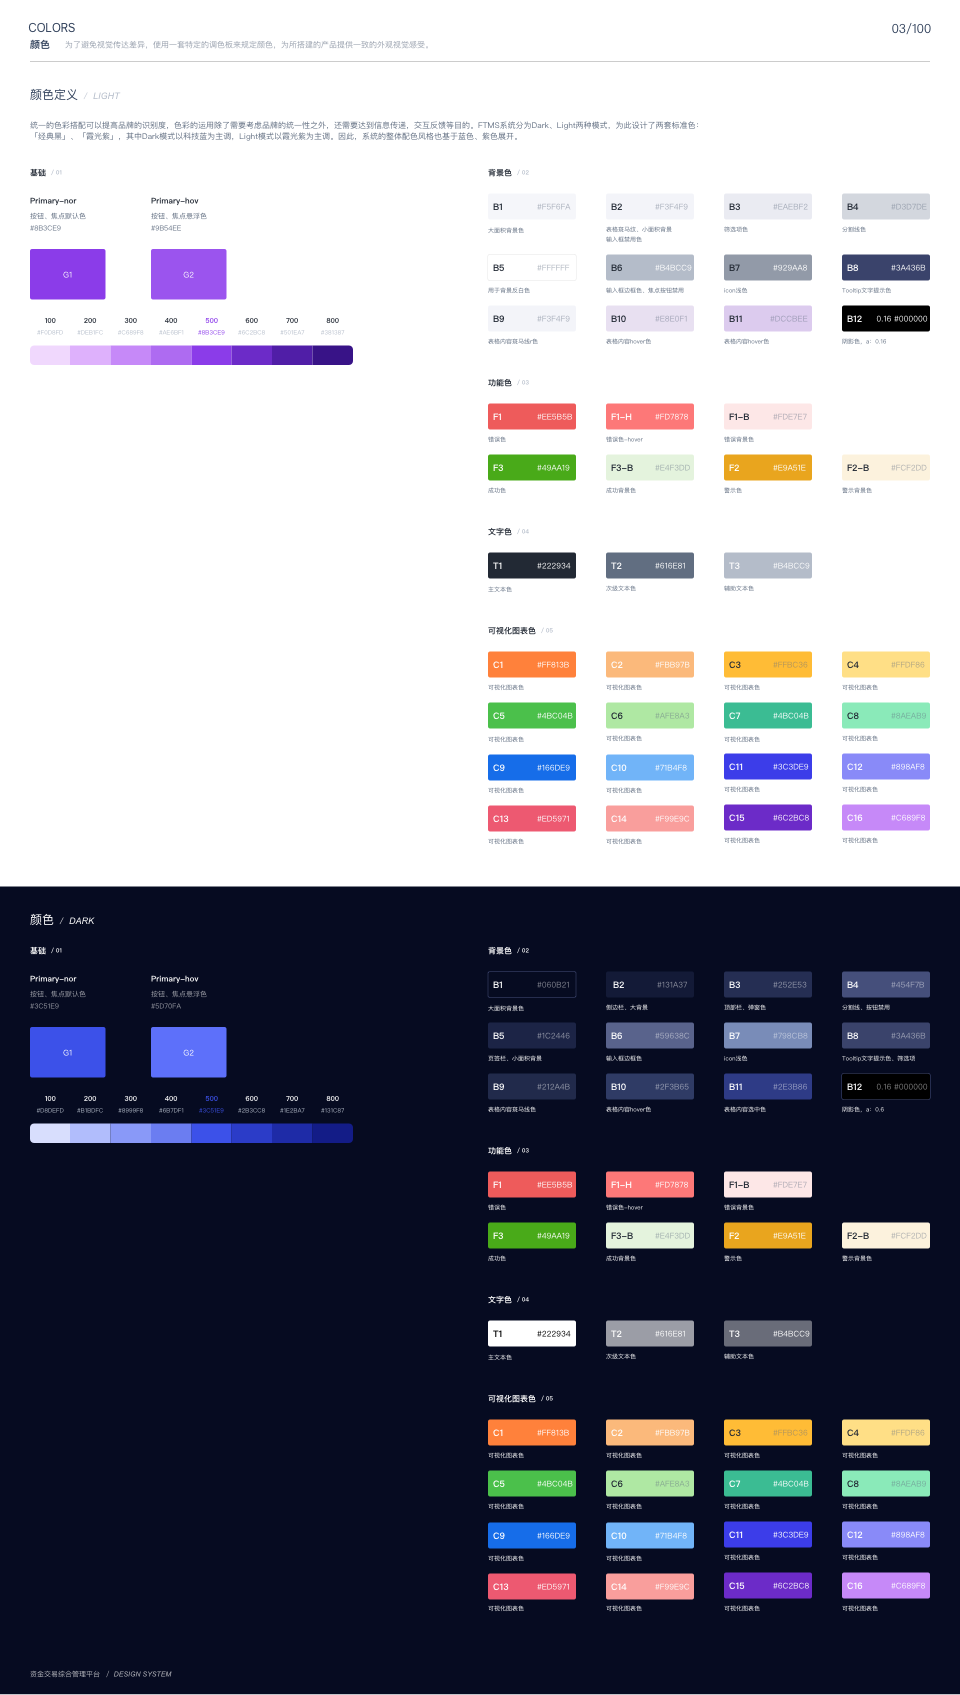 COLORS
03/100
颜色 为了避免视觉传达差异，使用一套特定的调色板来规定颜色，为所搭建的产品提供一致的外观视觉感受。
颜色定义 / LIGHT
统一的色彩搭配可以提高品牌的识别度，色彩的运用除了需要考虑品牌的统一性之外，还需要达到信息传递，交互反馈等目的。FTMS系统分为Dark、Light两种模式，为此设计了两套标准色：
「经典黑」、「霞光紫」，其中Dark模式以科技蓝为主调，Light模式以霞光紫为主调。因此，系统的整体配色风格也基于蓝色、紫色展开。
基础 / 01
Primary-nor Primary-hov
按钮、焦点默认色 按钮、焦点悬浮色
#8B3CE9 #9B54EE
G1 G2
100 200 300 400 500 600 700 800
#8B3CE9 #6C2BC8
背景色 / 02
B1 #F5F6FA B2 #F3F4F9 B3 #EAEBF2 B4 #D3D7DE
大面积背景色 表格斑马纹、小面积背景 筛选项色 分割线色
输入框禁用色
B5 #FFFFFF B6 #B4BCC9 B7 #929AA8 B8 #3A436B
用于背景反白色 输入框边框色、焦点按钮禁用 icon浅色 Tooltip文字提示色
B9 #F3F4F9 B10 #E8E0F1 B11 #DCCBEE B12 0.16 #000000
表格内容斑马线r色 表格内容hover色 表格内容hover色 阴影色，a：0.16
功能色 / 03
F1 #EE5B5B F1-H #FD7878 F1-B #FDE7E7
错误色 错误色-hover 错误背景色
F3 #49AA19 F3-B #E4F3DD F2 #E9A51E F2-B #FCF2DD
成功色 成功背景色 警示色 警示背景色
文字色 / 04
T1 #222934 T2 #616E81 T3 #B4BCC9
主文本色 次级文本色 辅助文本色
可视化图表色 / 05
C1 #FF813B C2 #FBB97B C3 #FFBC36 C4 #FFDF86
可视化图表色 可视化图表色 可视化图表色 可视化图表色
C5 #4BC04B C6 #AFE8A3 C7 #4BC04B C8 #8AEAB9
可视化图表色 可视化图表色 可视化图表色 可视化图表色
C9 #166DE9 C10 #71B4F8 C11 #3C3DE9 C12 #898AF8
可视化图表色 可视化图表色 可视化图表色 可视化图表色
C13 #ED5971 C14 #F99E9C C15 #6C2BC8 C16 #C689F8
可视化图表色 可视化图表色 可视化图表色 可视化图表色
颜色 / DARK
基础 / 01
Primary-nor Primary-hov
按钮、焦点默认色 按钮、焦点悬浮色
#3C51E9 #5D70FA
G1 G2
100 200 300 400 500 600 700 800
#D8DEFD #B1BDFC #8999FB #6B7DF1 #3C51E9 #2B3CC8 #1E2BA7 #131C87
背景色 / 02
B1 #060B21 B2 #131A37 B3 #252E53 B4 #454F7B
大面积背景色 侧边栏、大背景 顶部栏、弹窗色 分割线、按钮禁用
B5 #1C2446 B6 #59638C B7 #798CB8 B8 #3A436B
页签栏、小面积背景 输入框边框色 icon浅色 Tooltip文字提示色、筛选项
B9 #212A4B B10 #2F3B65 B11 #2E3B86 B12 0.16 #000000
表格内容斑马线色 表格内容hover色 表格内容选中色 阴影色，a：0.6
功能色 / 03
F1 #EE5B5B F1-H #FD7878 F1-B #FDE7E7
错误色 错误色-hover 错误背景色
F3 #49AA19 F3-B #E4F3DD F2 #E9A51E F2-B #FCF2DD
成功色 成功背景色 警示色 警示背景色
文字色 / 04
T1 #222934 T2 #616E81 T3 #B4BCC9
主文本色 次级文本色 辅助文本色
可视化图表色 / 05
C1 #FF813B C2 #FBB97B C3 #FFBC36 C4 #FFDF86
可视化图表色 可视化图表色 可视化图表色 可视化图表色
C5 #4BC04B C6 #AFE8A3 C7 #4BC04B C8 #8AEAB9
可视化图表色 可视化图表色 可视化图表色 可视化图表色
C9 #166DE9 C10 #71B4F8 C11 #3C3DE9 C12 #898AF8
可视化图表色 可视化图表色 可视化图表色 可视化图表色
C13 #ED5971 C14 #F99E9C C15 #6C2BC8 C16 #C689F8
可视化图表色 可视化图表色 可视化图表色 可视化图表色
资金交易综合管理平台 / DESIGN SYSTEM